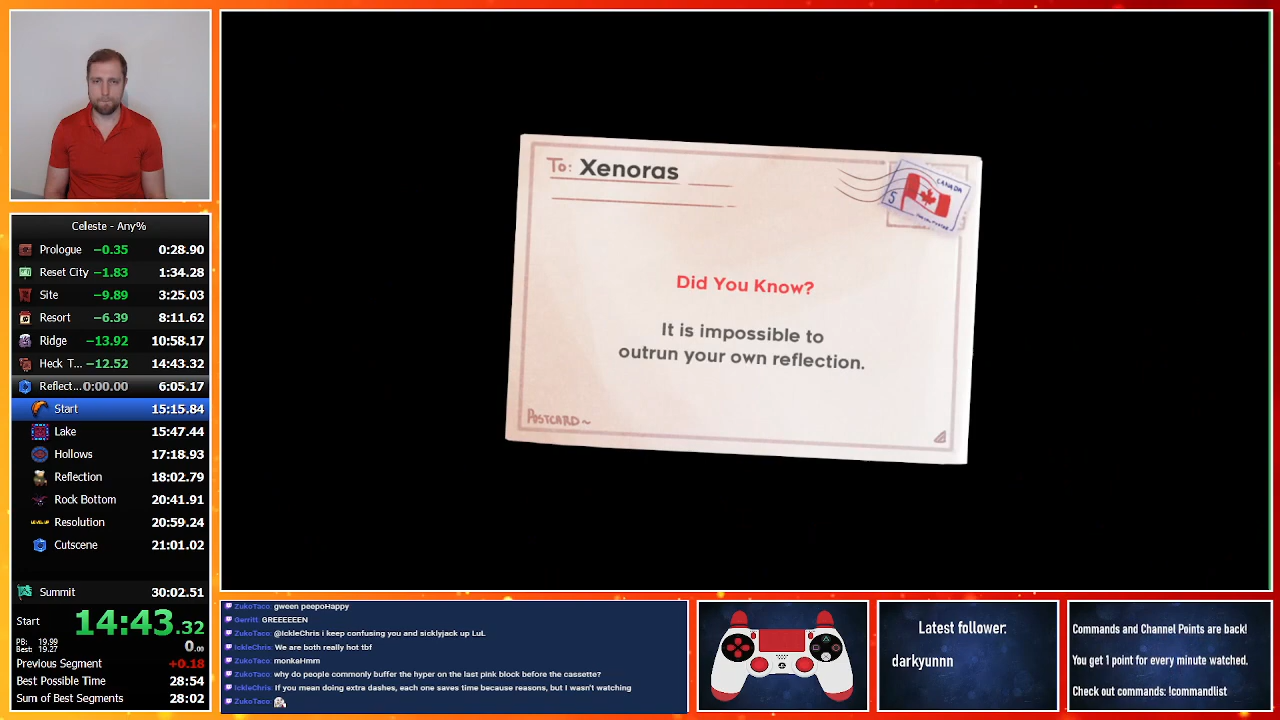 Celeste - Any%
Prologue −0.35 0:28.90
Reset City −1.83 1:34.28
Site −9.89 3:25.03
Resort −6.39 8:11.62
Ridge −13.92 10:58.17
Heck T... −12.52 14:43.32
Reflect... 0:00.00 6:05.17
Start 15:15.84
Lake 15:47.44
Hollows 17:18.93
Reflection 18:02.79
Rock Bottom 20:41.91
LEVEL UP Resolution 20:59.24
Cutscene 21:01.02
Summit 30:02.51
Start 14:43.32
PB: 19.99 0.00
Best: 19.27
Previous Segment +0.18
Best Possible Time 28:54
Sum of Best Segments 28:02
To: Xenoras
CANADA
5
Did You Know?
It is impossible to
outrun your own reflection.
POSTCARD~
ZukoTaco: gween peepoHappy
Gwritt: GREEEEEEN
ZukoTaco: @IckleChris i keep confusing you and sicklyjack up LuL
IckleChris: We are both really hot tbf
ZukoTaco: monkaHmm
ZukoTaco: why do people commonly buffer the hyper on the last pink block before the cassette?
IckleChris: If you mean doing extra dashes, each one saves time because reasons, but I wasn't watching
ZukoTaco:
Latest follower:
darkyunnn
Commands and Channel Points are back!
You get 1 point for every minute watched.
Check out commands: !commandlist